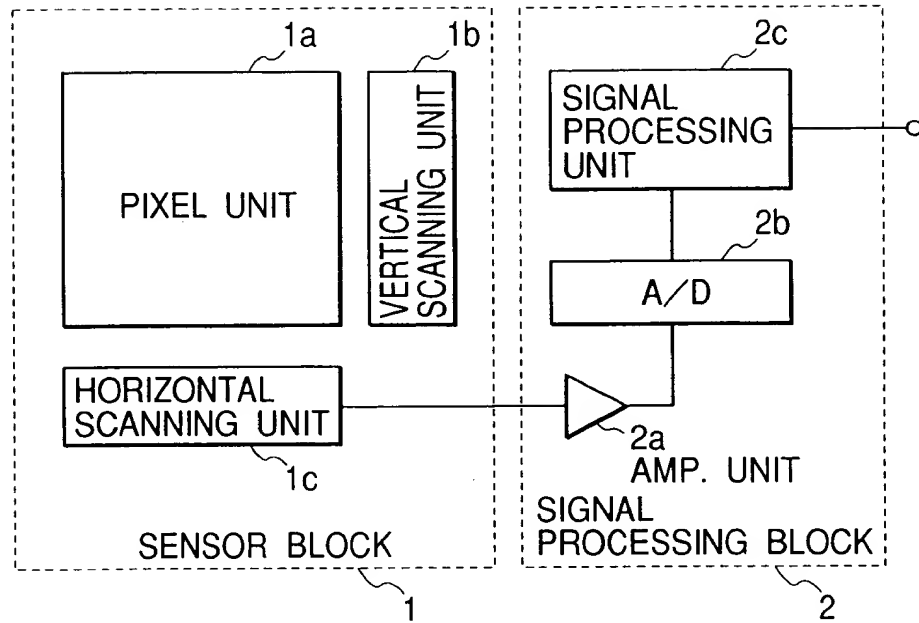 1a
1b
2c
PIXEL UNIT
VERTICAL
SCANNING UNIT
SIGNAL
PROCESSING
UNIT
2b
A/D
HORIZONTAL
SCANNING UNIT
1c
2a
AMP. UNIT
SENSOR BLOCK
SIGNAL
PROCESSING BLOCK
1
2